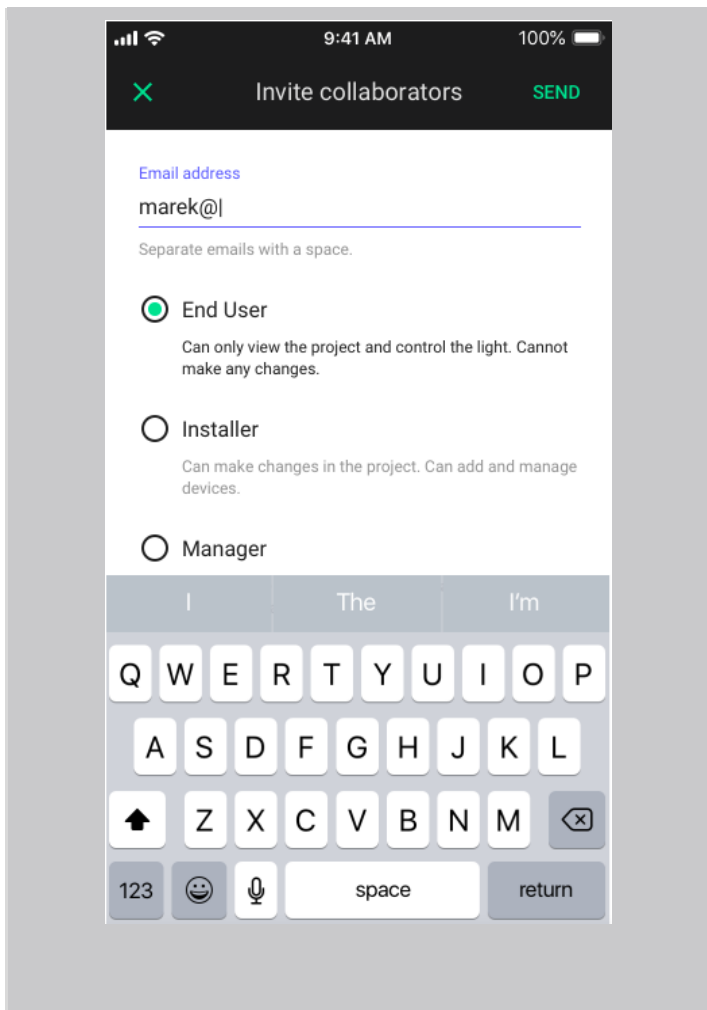 9:41 AM 100%
Invite collaborators SEND
Email address
marek@|
Separate emails with a space.
End User
Can only view the project and control the light. Cannot
make any changes.
Installer
Can make changes in the project. Can add and manage
devices.
Manager
I The I'm
Q W E R T Y U I O P
A S D F G H J K L
Z X C V B N M
123 space return